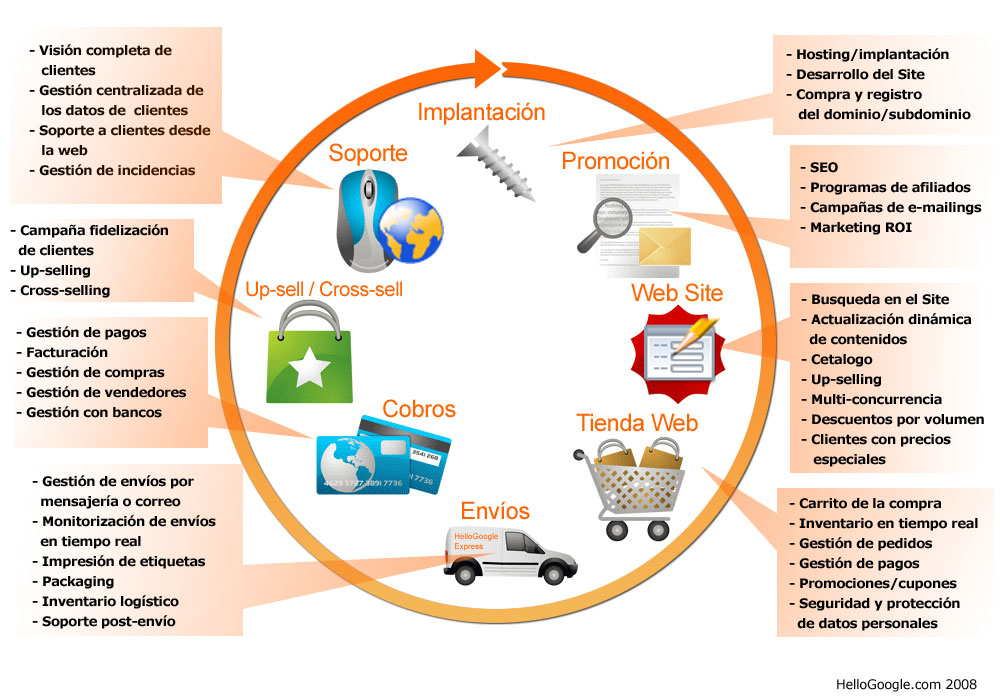 Implantación
- Hosting/implantación
- Desarrollo del Site
- Compra y registro
del dominio/subdominio
Promoción
- SEO
- Programas de afiliados
- Campañas de e-mailings
- Marketing ROI
Web Site
- Busqueda en el Site
- Actualización dinámica
de contenidos
- Cetalogo
- Up-selling
- Multi-concurrencia
- Descuentos por volumen
- Clientes con precios
especiales
Tienda Web
- Carrito de la compra
- Inventario en tiempo real
- Gestión de pedidos
- Gestión de pagos
- Promociones/cupones
- Seguridad y protección
de datos personales
Envíos
HelloGoogle
Express
- Gestión de envíos por
mensajería o correo
- Monitorización de envíos
en tiempo real
- Impresión de etiquetas
- Packaging
- Inventario logístico
- Soporte post-envío
Cobros
- Gestión de pagos
- Facturación
- Gestión de compras
- Gestión de vendedores
- Gestión con bancos
Up-sell / Cross-sell
- Campaña fidelización
de clientes
- Up-selling
- Cross-selling
Soporte
- Visión completa de
clientes
- Gestión centralizada de
los datos de clientes
- Soporte a clientes desde
la web
- Gestión de incidencias
HelloGoogle.com 2008